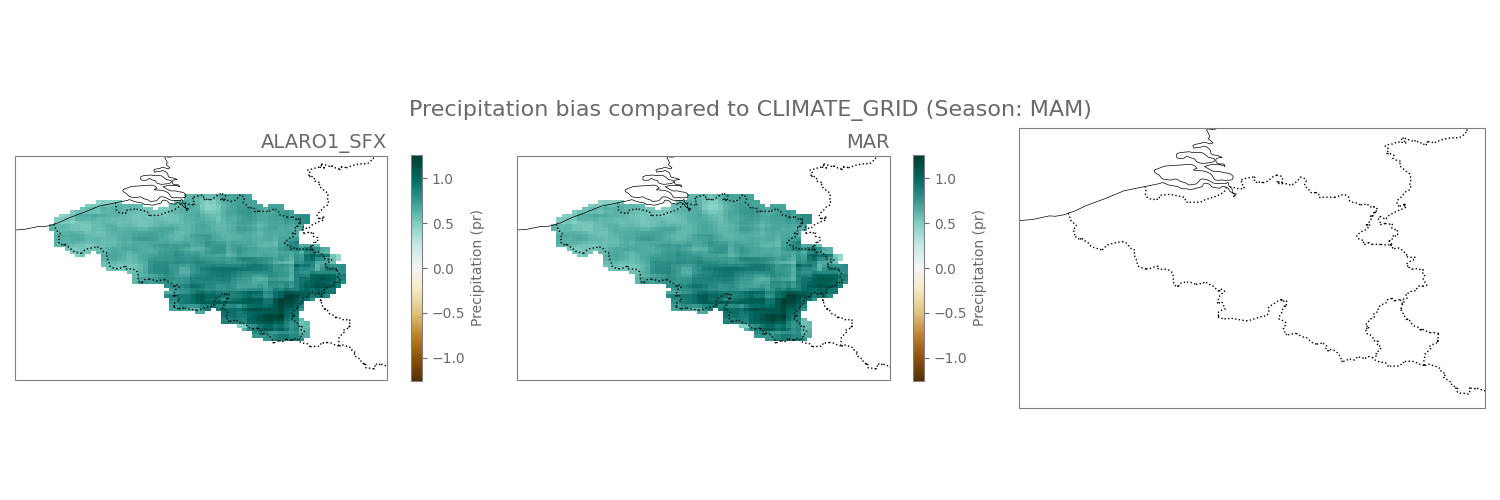 Precipitation bias compared to CLIMATE_GRID (Season: MAM)
ALARO1_SFX
1.0
0.5
0.0
−0.5
−1.0
Precipitation (pr)
MAR
1.0
0.5
0.0
−0.5
−1.0
Precipitation (pr)